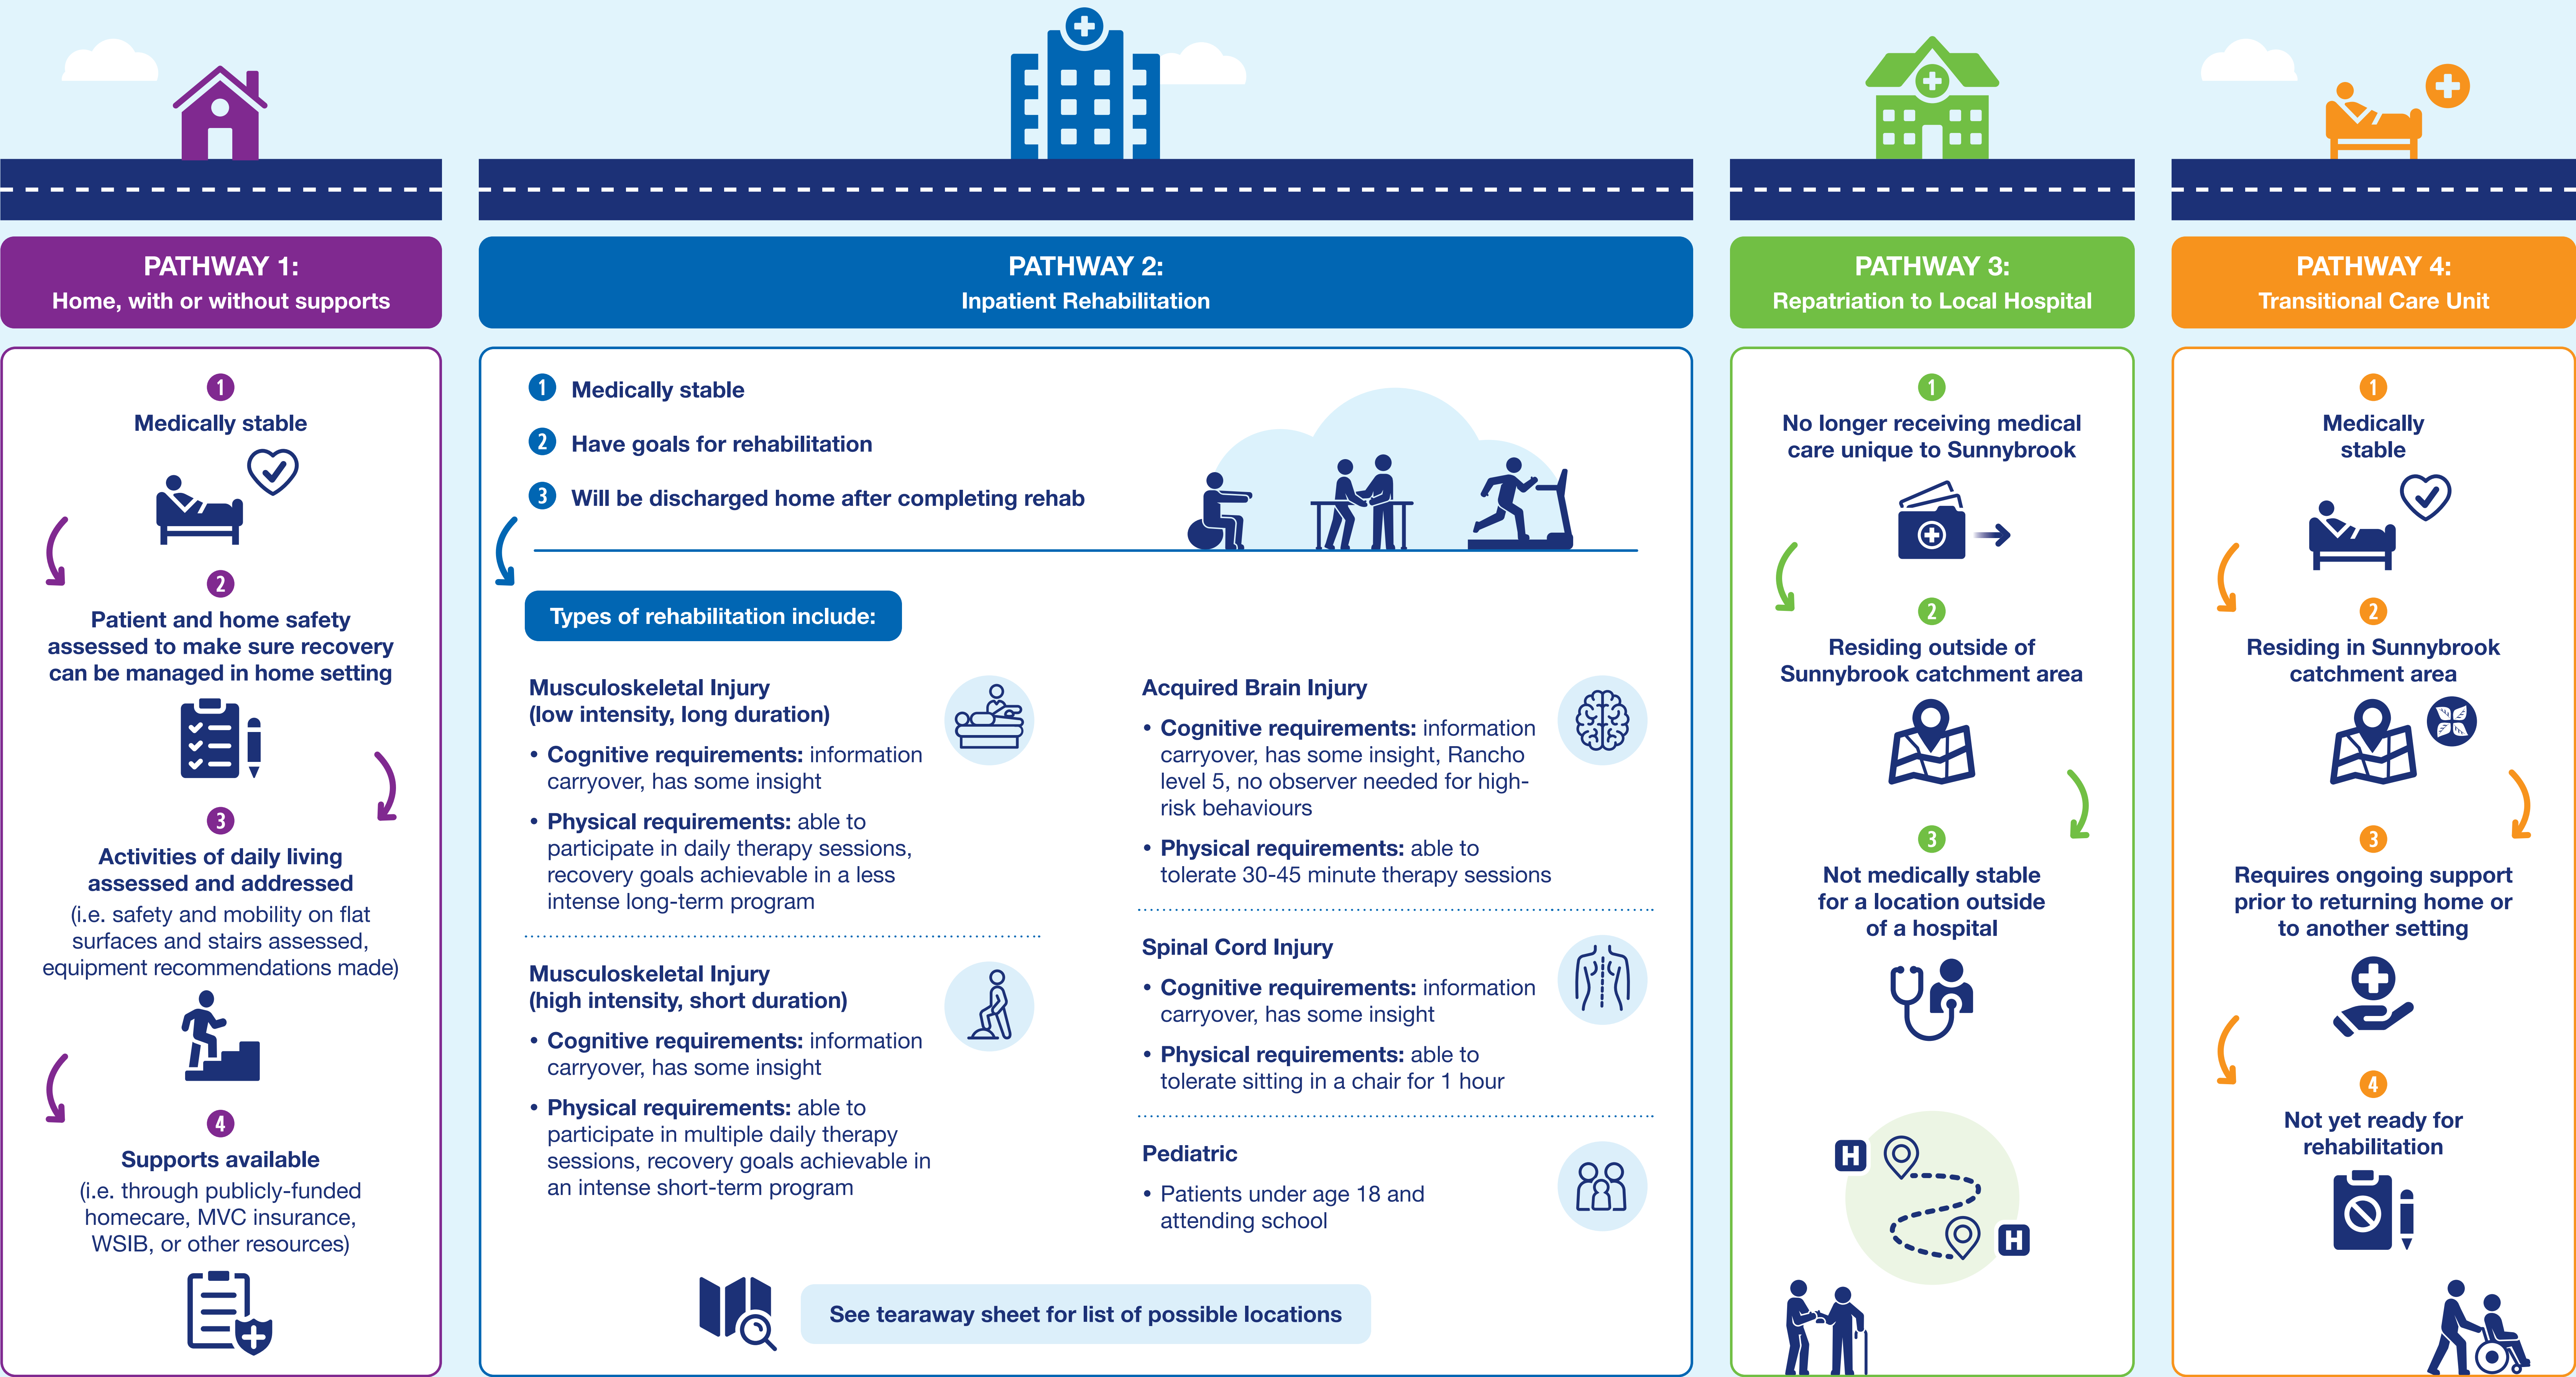 PATHWAY 1:
Home, with or without supports
1
Medically stable
2
Patient and home safety
assessed to make sure recovery
can be managed in home setting
3
Activities of daily living
assessed and addressed
(i.e. safety and mobility on flat
surfaces and stairs assessed,
equipment recommendations made)
4
Supports available
(i.e. through publicly-funded
homecare, MVC insurance,
WSIB, or other resources)
PATHWAY 2:
Inpatient Rehabilitation
1 Medically stable
2 Have goals for rehabilitation
3 Will be discharged home after completing rehab
Types of rehabilitation include:
Musculoskeletal Injury
(low intensity, long duration)
• Cognitive requirements: information
carryover, has some insight
• Physical requirements: able to
participate in daily therapy sessions,
recovery goals achievable in a less
intense long-term program
Musculoskeletal Injury
(high intensity, short duration)
• Cognitive requirements: information
carryover, has some insight
• Physical requirements: able to
participate in multiple daily therapy
sessions, recovery goals achievable in
an intense short-term program
Acquired Brain Injury
• Cognitive requirements: information
carryover, has some insight, Rancho
level 5, no observer needed for high-
risk behaviours
• Physical requirements: able to
tolerate 30-45 minute therapy sessions
Spinal Cord Injury
• Cognitive requirements: information
carryover, has some insight
• Physical requirements: able to
tolerate sitting in a chair for 1 hour
Pediatric
• Patients under age 18 and
attending school
See tearaway sheet for list of possible locations
PATHWAY 3:
Repatriation to Local Hospital
1
No longer receiving medical
care unique to Sunnybrook
2
Residing outside of
Sunnybrook catchment area
3
Not medically stable
for a location outside
of a hospital
H
H
PATHWAY 4:
Transitional Care Unit
1
Medically
stable
2
Residing in Sunnybrook
catchment area
3
Requires ongoing support
prior to returning home or
to another setting
4
Not yet ready for
rehabilitation